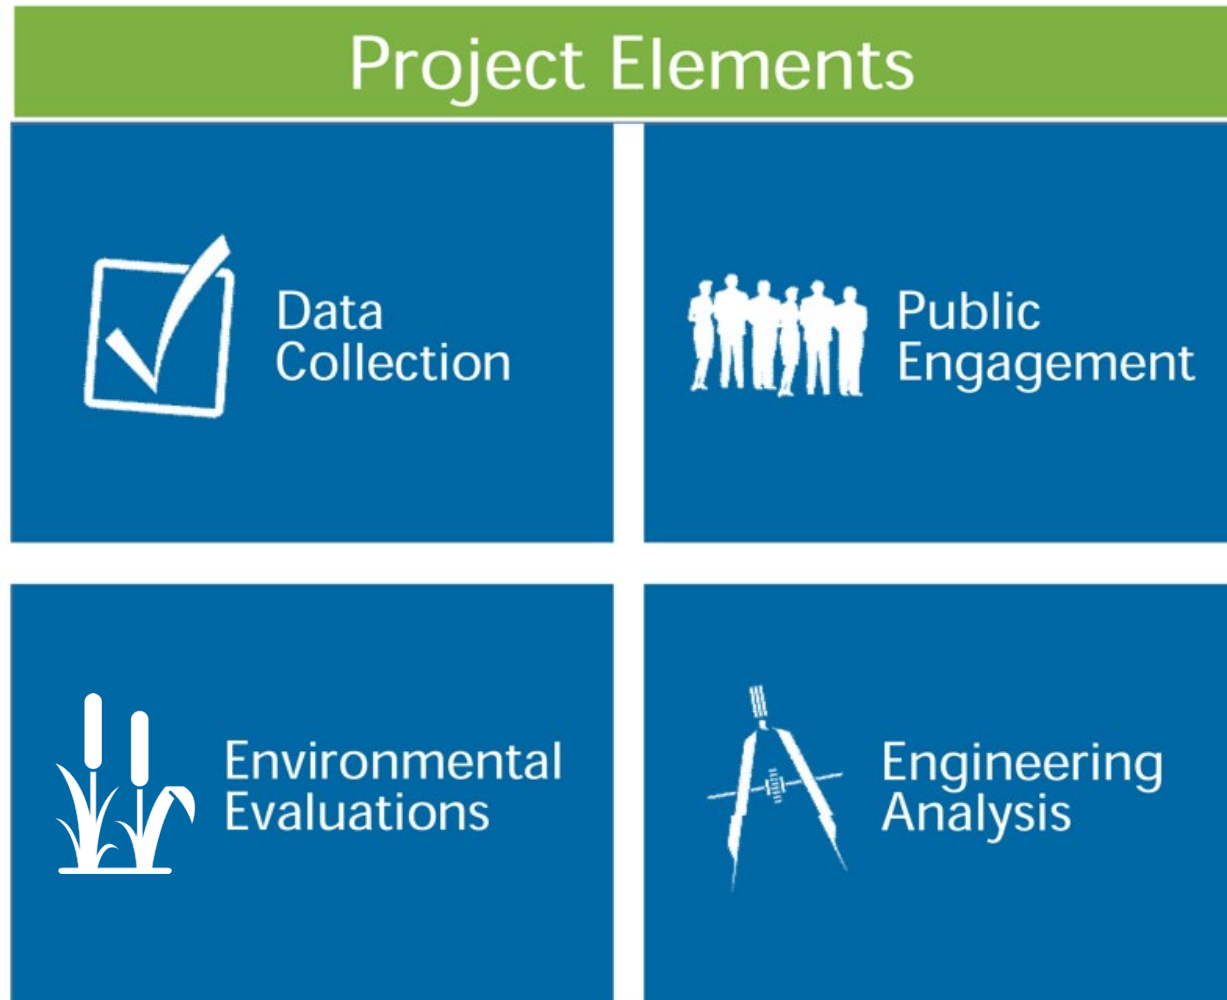 Project Elements
Data
Collection
Public
Engagement
Environmental
Evaluations
Engineering
Analysis